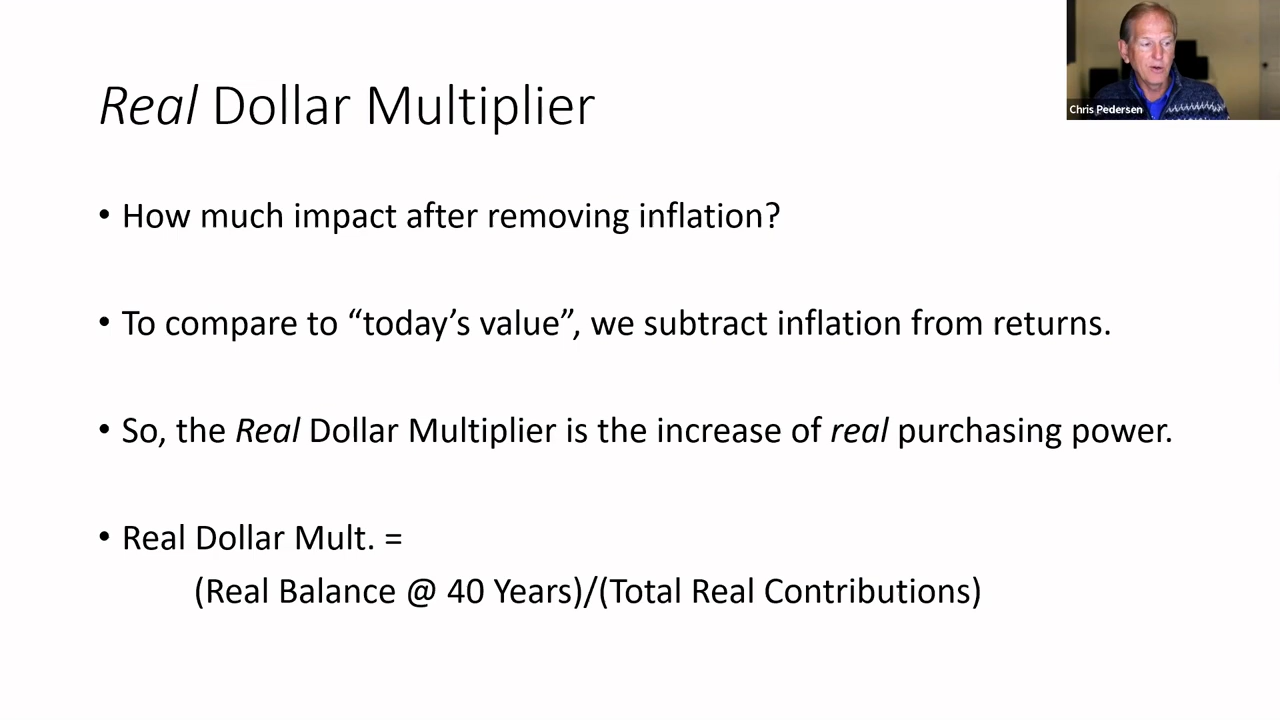 Real Dollar Multiplier
Chris Pedersen
• How much impact after removing inflation?
• To compare to “today’s value”, we subtract inflation from returns.
• So, the Real Dollar Multiplier is the increase of real purchasing power.
• Real Dollar Mult. =
(Real Balance @ 40 Years)/(Total Real Contributions)